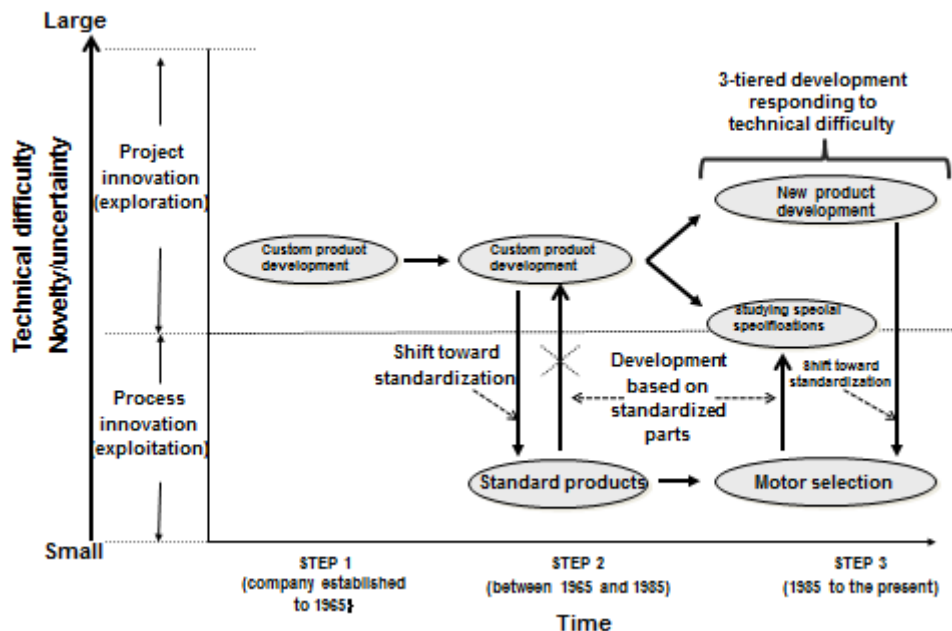 Large
Technical difficulty
Novelty/uncertainty
Project
innovation
(exploration)
Process
innovation
(exploitation)
Small
3-tiered development
responding to
technical difficulty
New product
development
Custom product
development
Custom product
development
Studying special
specifications
Shift toward
standardization
Development
based on
standardized
parts
Shift toward
standardization
Standard products
Motor selection
STEP 1
(company established
to 1965}
STEP 2
(between 1965 and 1985)
STEP 3
(1985 to the present)
Time